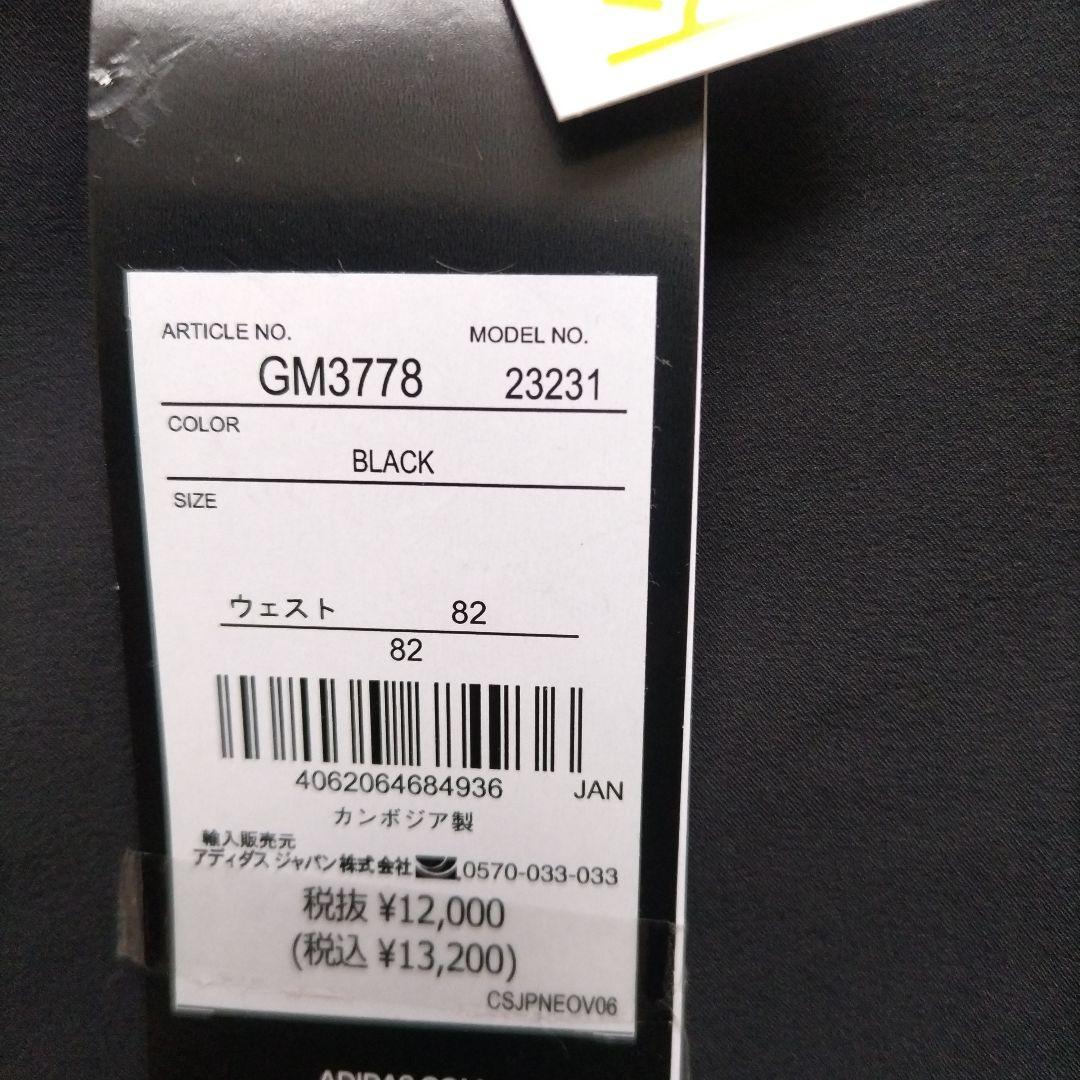 ARTICLE NO. MODEL NO.
GM3778 23231
COLOR
BLACK
SIZE
ウェスト 82
82
4062064684936 JAN
カンボジア製
輸入販売元
アディダス ジャパン株式会社 0570-033-033
税抜 ¥12,000
(税込 ¥13,200)
CSJPNEOV06